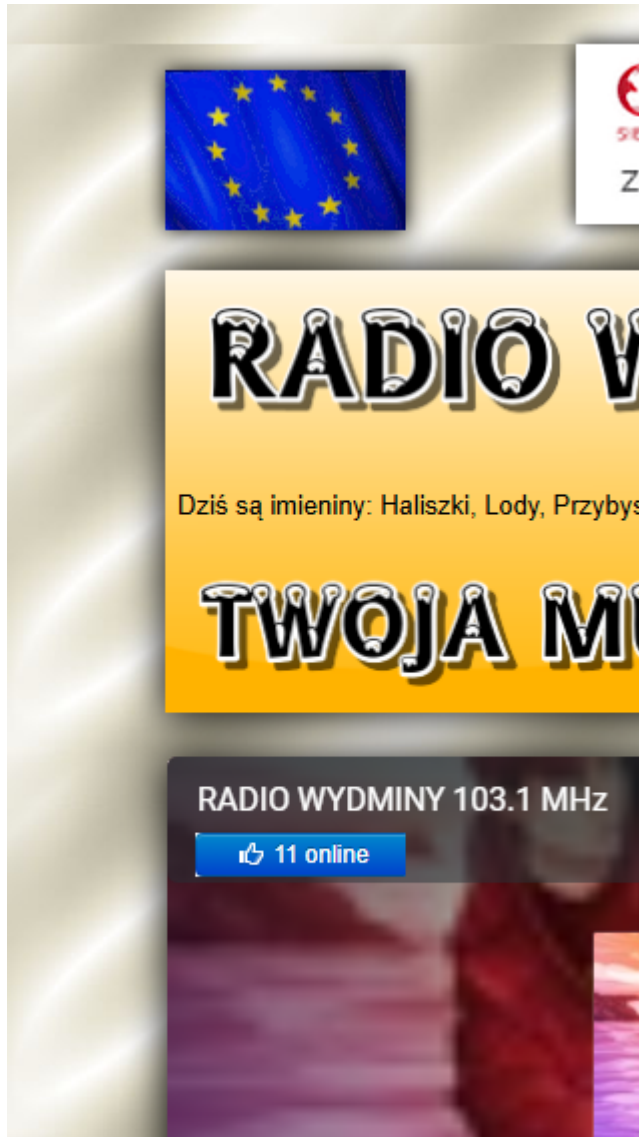 Z
RADIO W
Dziś są imieniny: Haliszki, Lody, Przybys
TWOJA MU
RADIO WYDMINY 103.1 MHz
11 online